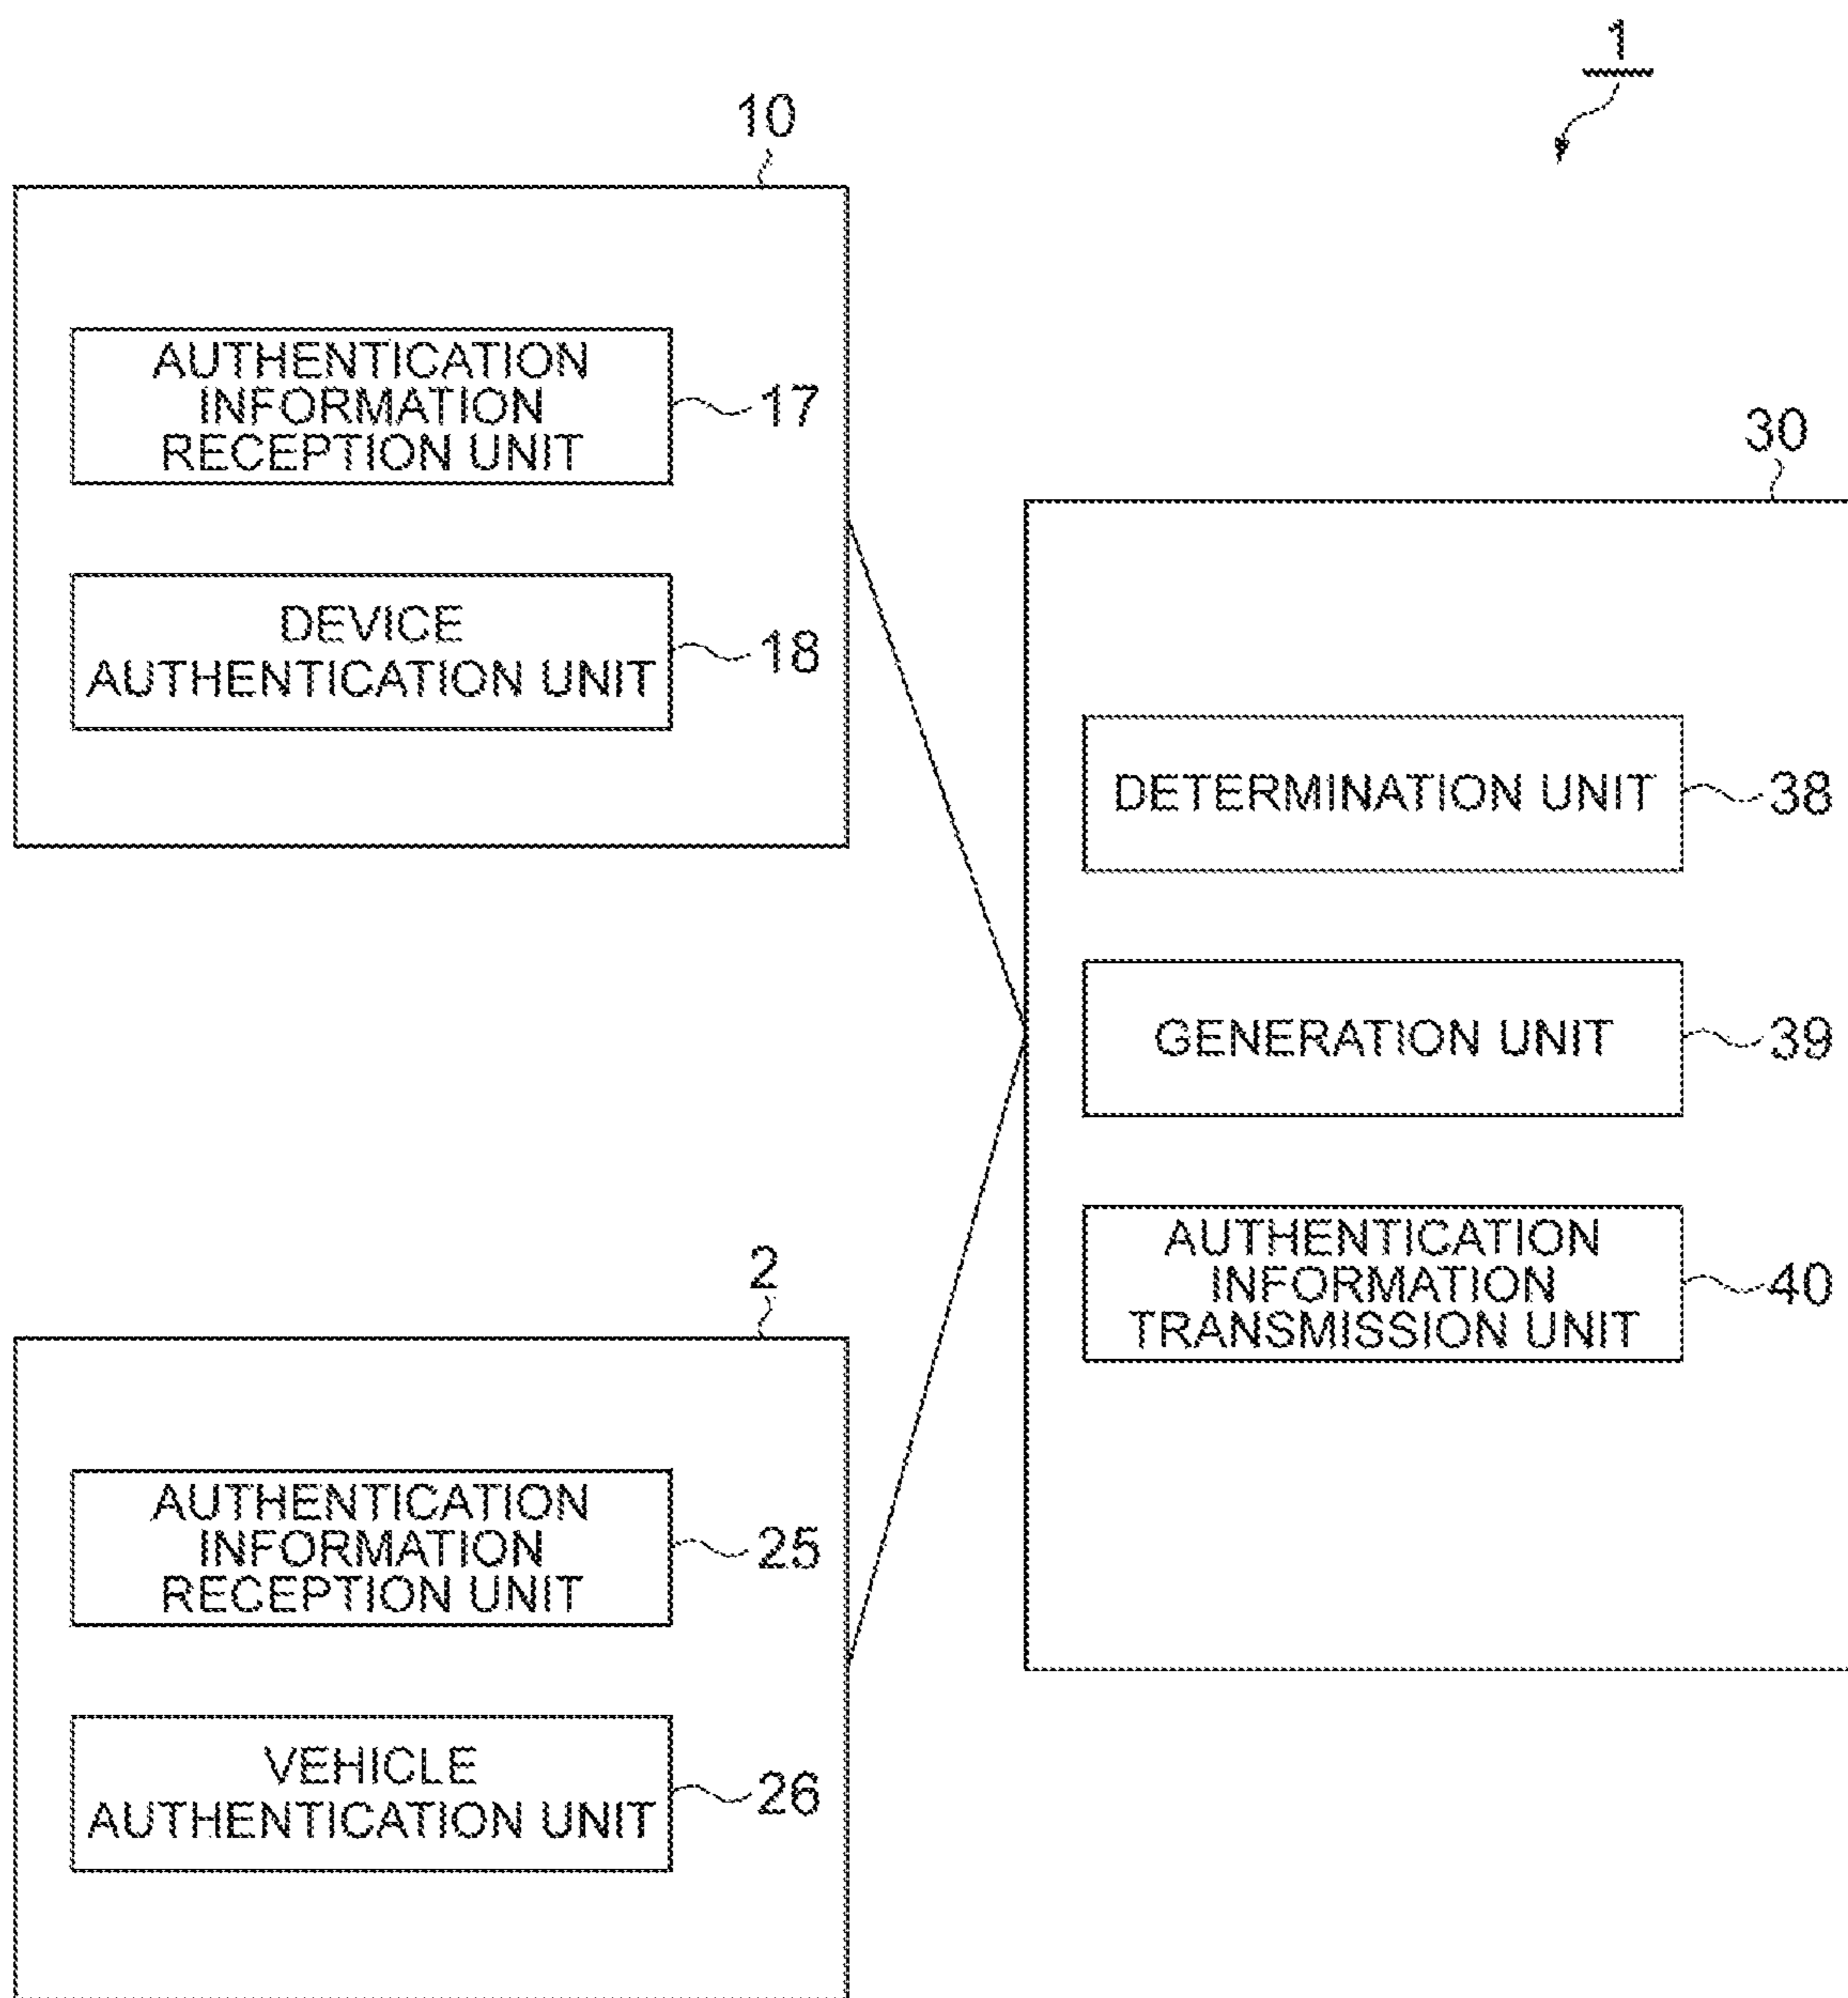 1
10
AUTHENTICATION
INFORMATION
RECEPTION UNIT
17
DEVICE
AUTHENTICATION UNIT
18
30
DETERMINATION UNIT
38
GENERATION UNIT
39
AUTHENTICATION
INFORMATION
TRANSMISSION UNIT
40
2
AUTHENTICATION
INFORMATION
RECEPTION UNIT
25
VEHICLE
AUTHENTICATION UNIT
26